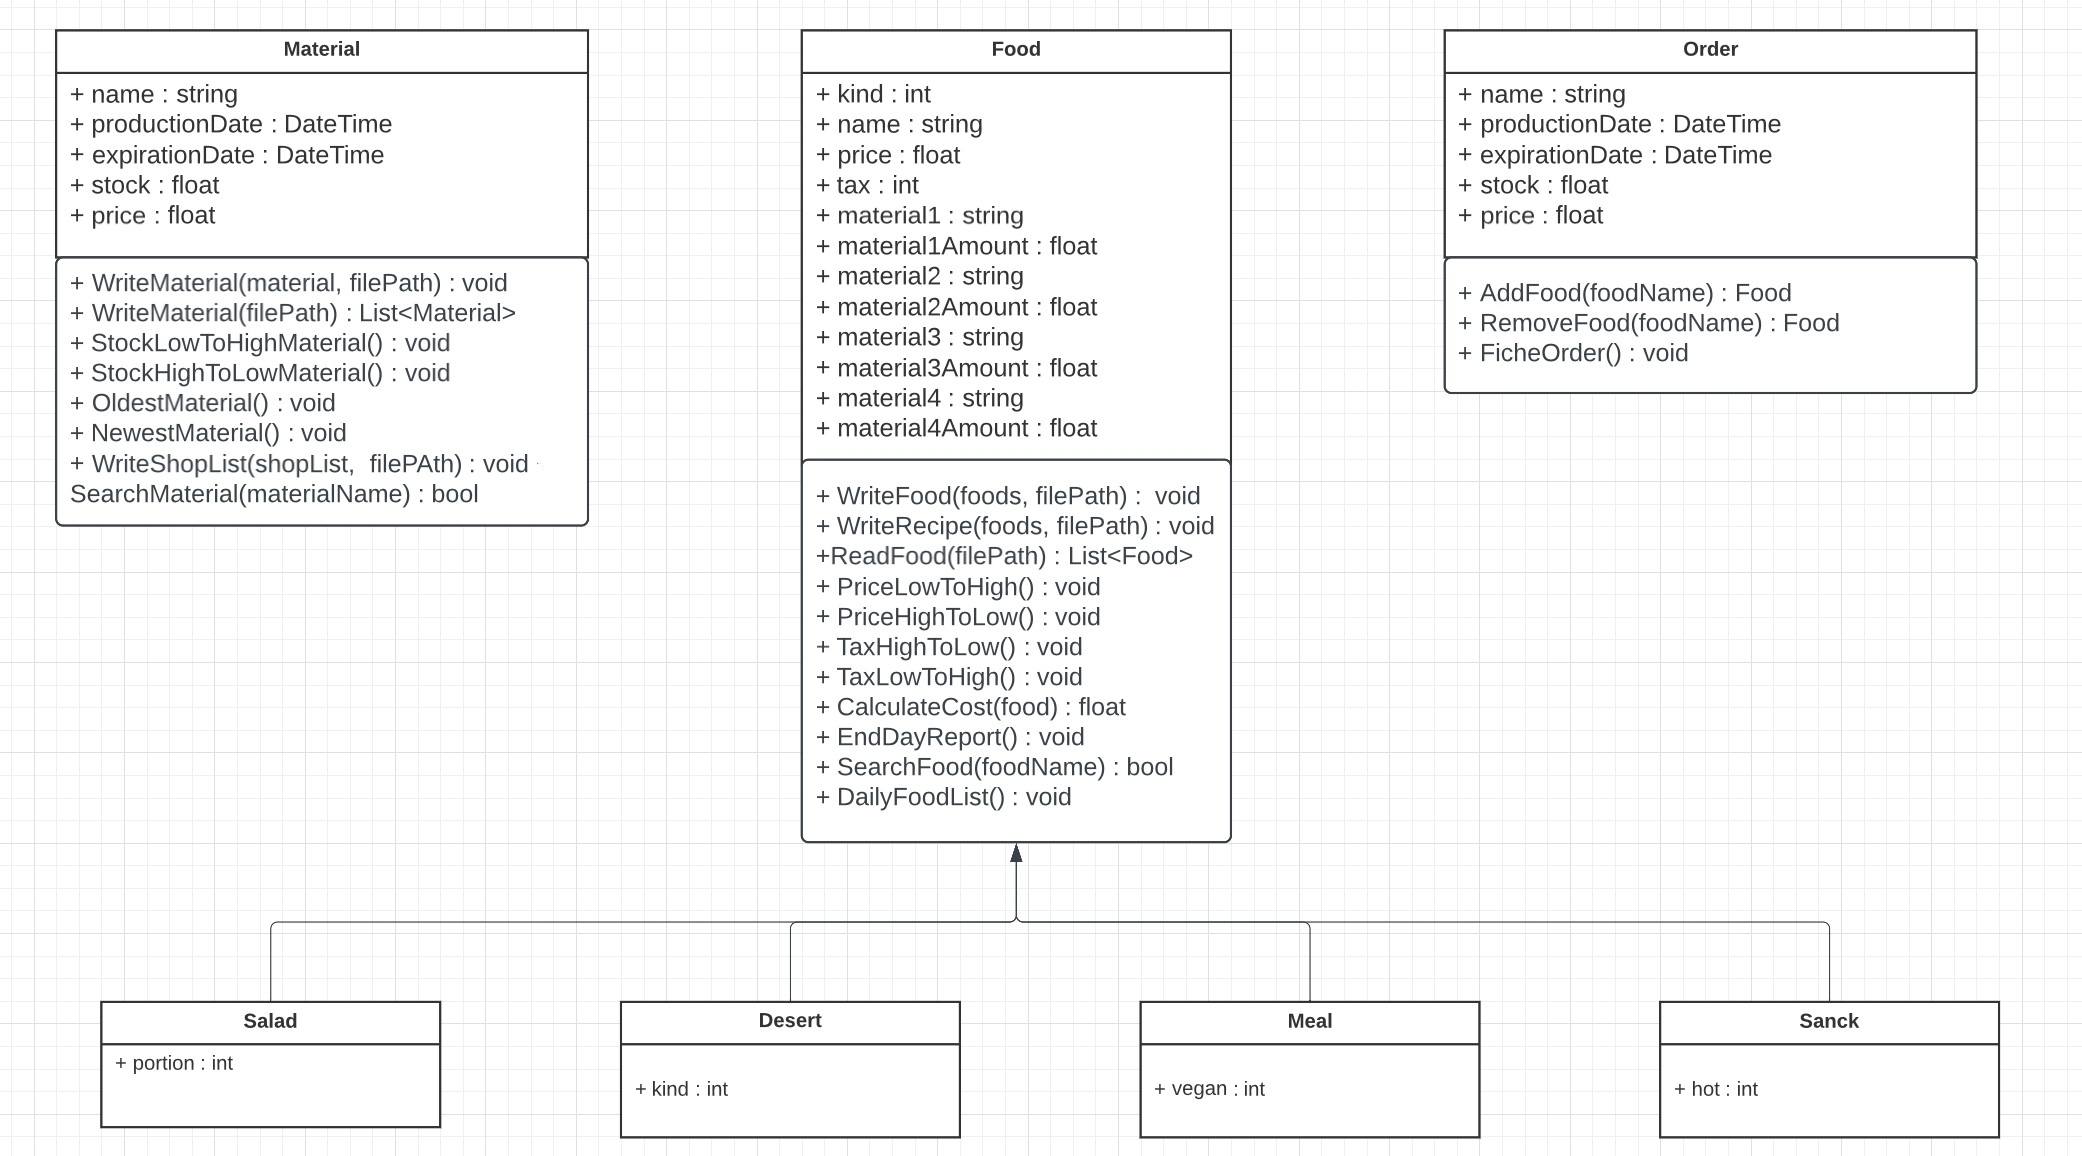 Material
+ name : string
+ productionDate : DateTime
+ expirationDate : DateTime
+ stock : float
+ price : float
+ WriteMaterial(material, filePath) : void
+ WriteMaterial(filePath) : List<Material>
+ StockLowToHighMaterial() : void
+ StockHighToLowMaterial() : void
+ OldestMaterial() : void
+ NewestMaterial() : void
+ WriteShopList(shopList,  filePAth) : void
SearchMaterial(materialName) : bool
Food
+ kind : int
+ name : string
+ price : float
+ tax : int
+ material1 : string
+ material1Amount : float
+ material2 : string
+ material2Amount : float
+ material3 : string
+ material3Amount : float
+ material4 : string
+ material4Amount : float
+ WriteFood(foods, filePath) :  void
+ WriteRecipe(foods, filePath) : void
+ReadFood(filePath) : List<Food>
+ PriceLowToHigh() : void
+ PriceHighToLow() : void
+ TaxHighToLow() : void
+ TaxLowToHigh() : void
+ CalculateCost(food) : float
+ EndDayReport() : void
+ SearchFood(foodName) : bool
+ DailyFoodList() : void
Order
+ name : string
+ productionDate : DateTime
+ expirationDate : DateTime
+ stock : float
+ price : float
+ AddFood(foodName) : Food
+ RemoveFood(foodName) : Food
+ FicheOrder() : void
Salad
+ portion : int
Desert
+ kind : int
Meal
+ vegan : int
Sanck
+ hot : int